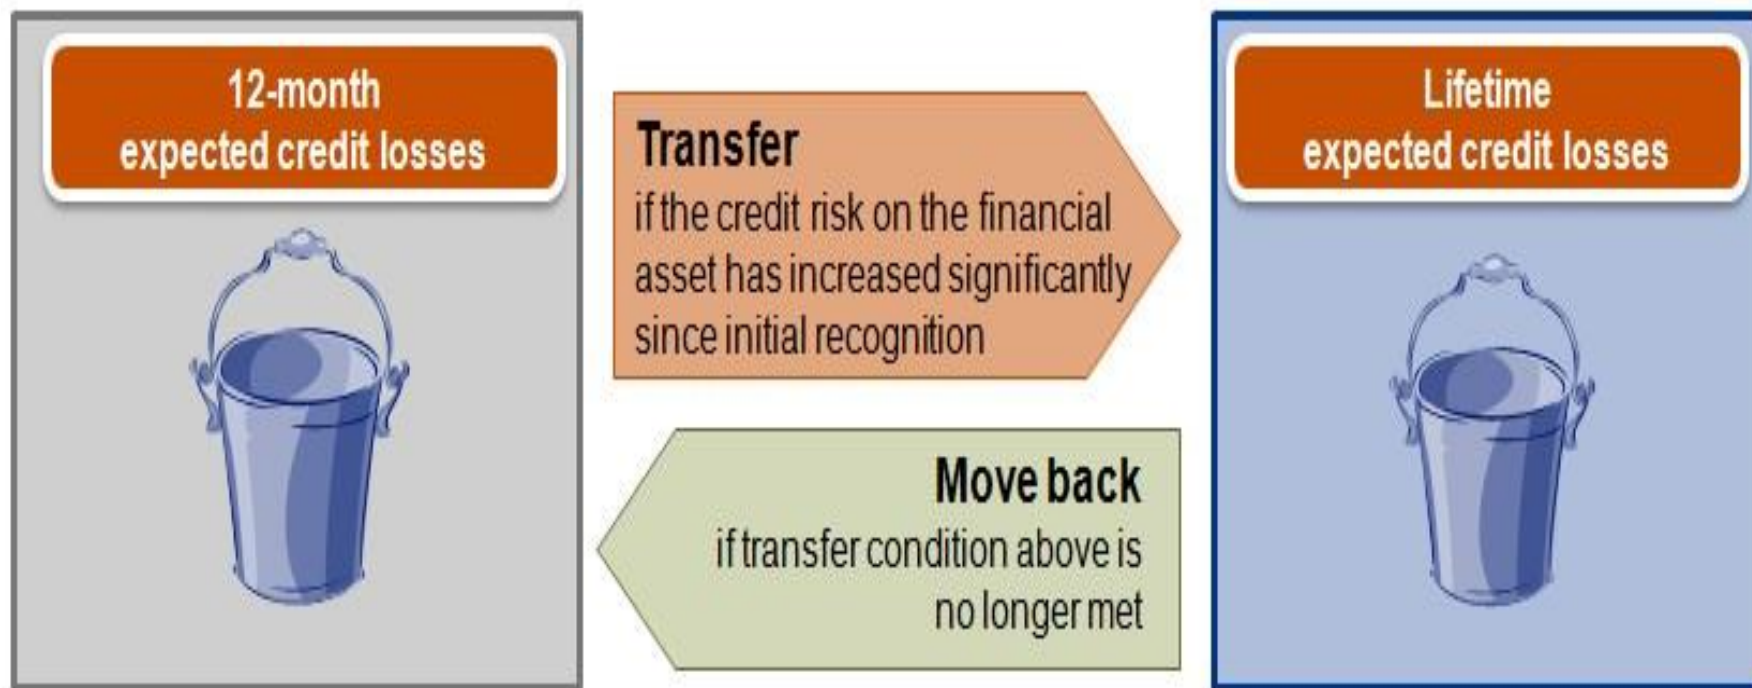 12-month
expected credit losses
Transfer
if the credit risk on the financial
asset has increased significantly
since initial recognition
Move back
if transfer condition above is
no longer met
Lifetime
expected credit losses